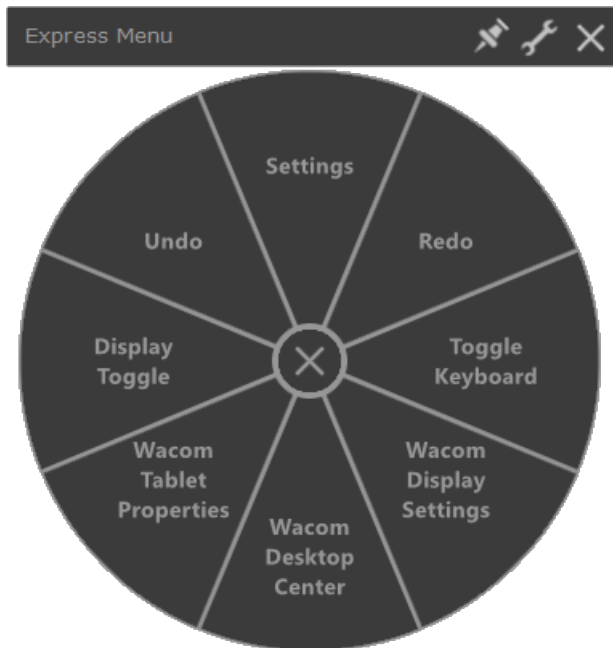 Express Menu
Settings
Undo
Redo
Display
Toggle
Toggle
Keyboard
Wacom
Tablet
Properties
Wacom
Display
Settings
Wacom
Desktop
Center